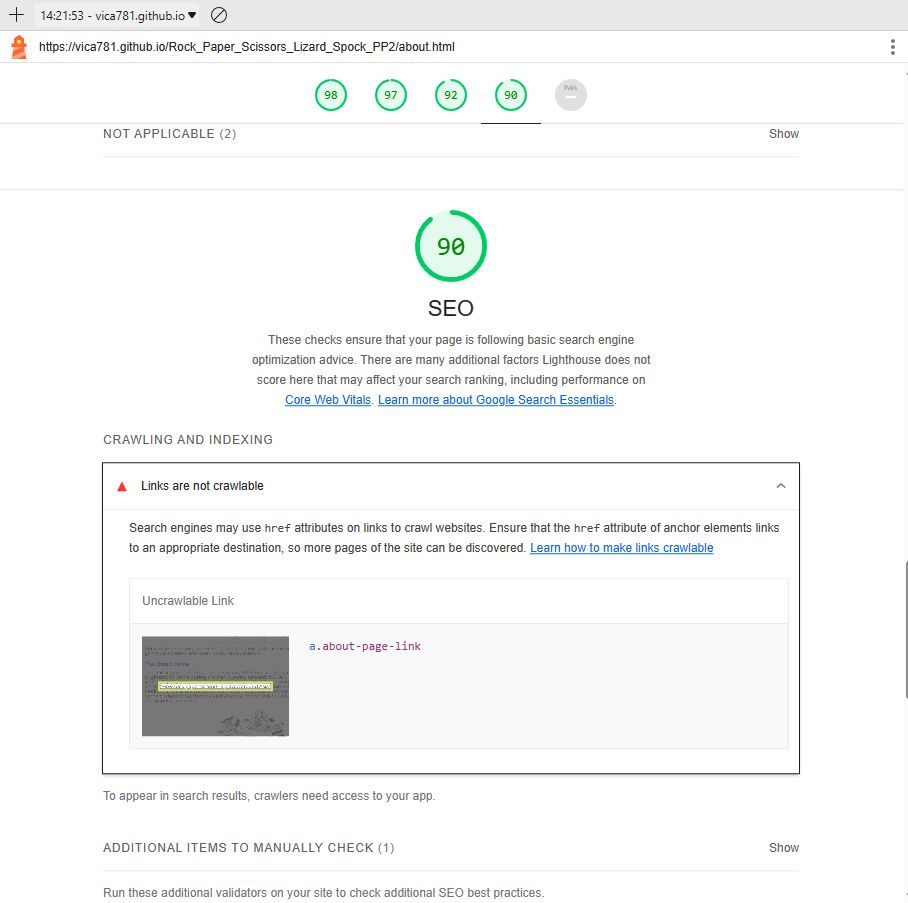 14:21:53 - vica781.github.io
https://vica781.github.io/Rock_Paper_Scissors_Lizard_Spock_PP2/about.html
98 97 92 90 PWA
NOT APPLICABLE (2) Show
90
SEO
These checks ensure that your page is following basic search engine
optimization advice. There are many additional factors Lighthouse does not
score here that may affect your search ranking, including performance on
Core Web Vitals. Learn more about Google Search Essentials.
CRAWLING AND INDEXING
Links are not crawlable
Search engines may use href attributes on links to crawl websites. Ensure that the href attribute of anchor elements links
to an appropriate destination, so more pages of the site can be discovered. Learn how to make links crawlable
Uncrawlable Link
a.about-page-link
The Classic Game
To appear in search results, crawlers need access to your app.
ADDITIONAL ITEMS TO MANUALLY CHECK (1) Show
Run these additional validators on your site to check additional SEO best practices.